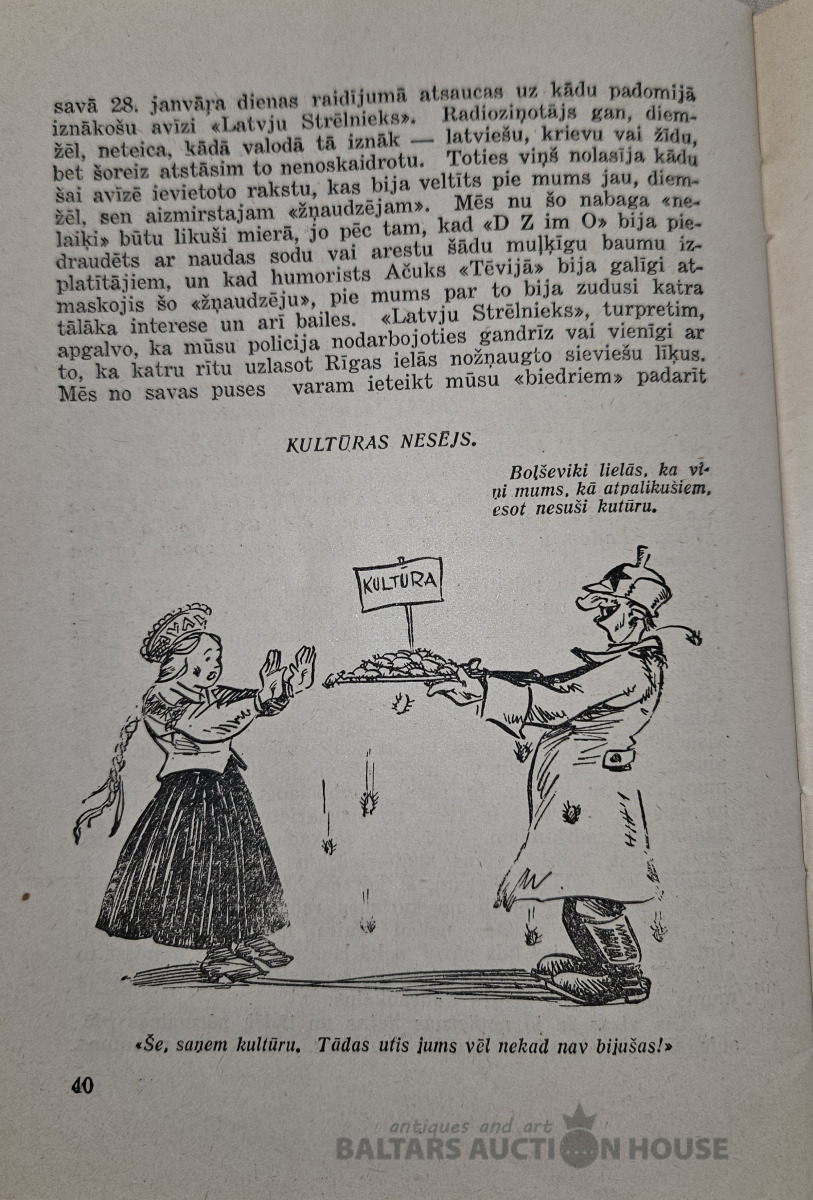 savā 28. janvāra dienas raidījumā atsaucas uz kādu padomijā
iznākošu avīzi «Latvju Strēlnieks». Radioziņotājs gan, diem-
žēl, neteica, kādā valodā tā iznāk — latviešu, krievu vai žīdu,
bet šoreiz atstāsim to nenoskaidrotu. Toties viņš nolasīja kādu
šai avīzē ievietoto rakstu, kas bija veltīts pie mums jau, diem-
žēl, sen aizmirstajam «žņaudzējam». Mēs nu šo nabaga «ne-
laiķi» būtu likuši mierā, jo pēc tam, kad «D Z im O» bija pie-
draudēts ar naudas sodu vai arestu šādu muļķīgu baumu iz-
platītājiem, un kad humorists Ačuks «Tēvijā» bija galīgi at-
maskojis šo «žņaudzēju», pie mums par to bija zudusi katra
tālāka interese un arī bailes. «Latvju Strēlnieks», turpretim,
apgalvo, ka mūsu policija nodarbojoties gandrīz vai vienīgi ar
to, ka katru rītu uzlasot Rīgas ielās nožņaugto sieviešu līķus.
Mēs no savas puses varam ieteikt mūsu «biedriem» padarīt
KULTŪRAS NESĒJS.
Boļševiki lielās, ka vi-
ņi mums, kā atpalikušiem,
esot nesuši kutūru.
KULTŪRA
«Še, saņem kultūru. Tādas utis jums vēl nekad nav bijušas!»
40
antiques and art
BALTARS AUCTION HOUSE